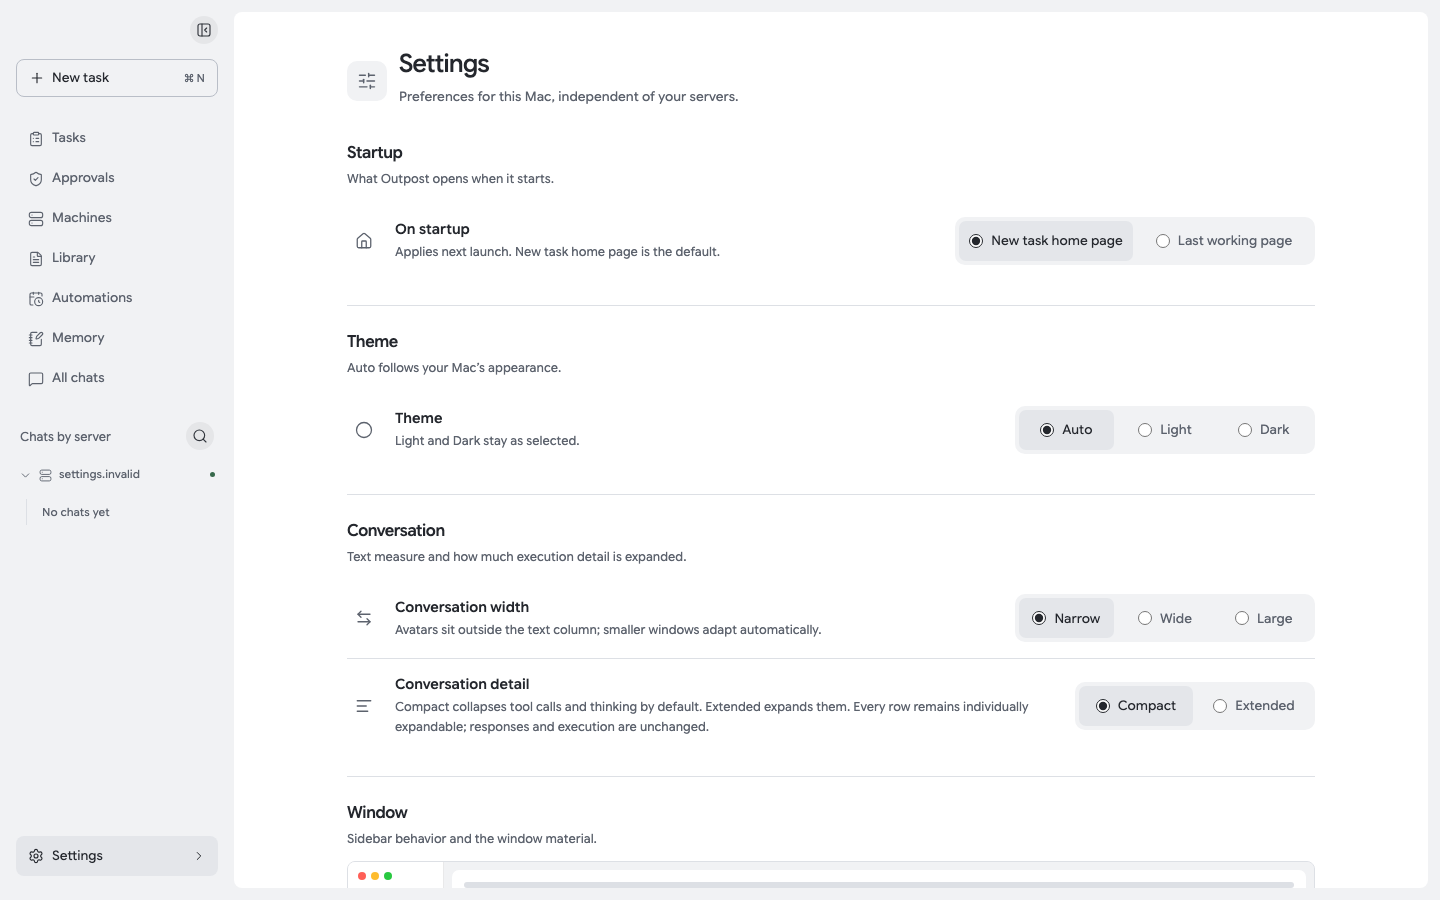 New task ⌘ N
Tasks
Approvals
Machines
Library
Automations
Memory
All chats
Chats by server
settings.invalid
No chats yet
Settings
Settings
Preferences for this Mac, independent of your servers.
Startup
What Outpost opens when it starts.
On startup
Applies next launch. New task home page is the default.
New task home page
Last working page
Theme
Auto follows your Mac’s appearance.
Theme
Light and Dark stay as selected.
Auto
Light
Dark
Conversation
Text measure and how much execution detail is expanded.
Conversation width
Avatars sit outside the text column; smaller windows adapt automatically.
Narrow
Wide
Large
Conversation detail
Compact collapses tool calls and thinking by default. Extended expands them. Every row remains individually
expandable; responses and execution are unchanged.
Compact
Extended
Window
Sidebar behavior and the window material.